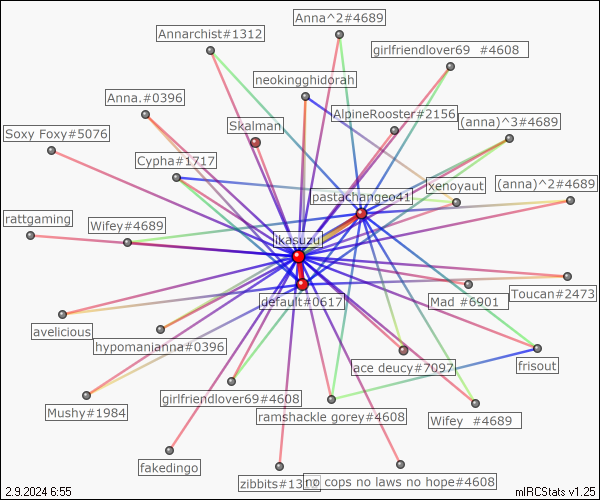 Anna^2#4689
Annarchist#1312
girlfriendlover69 #4608
neokingghidorah
Anna.#0396
AlpineRooster#2156
(anna)^3#4689
Skalman
Soxy Foxy#5076
Cypha#1717
xenoyaut
(anna)^2#4689
pastachangeo41
rattgaming
Wifey#4689
ikasuzu
Toucan#2473
default#0617
Mad #6901
avelicious
hypomanianna#0396
ace deucy#7097
frisout
girlfriendlover69#4608
Mushy#1984
ramshackle gorey#4608
Wifey #4689
fakedingo
zibbits#131
no cops no laws no hope#4608
2.9.2024 6:55
mIRCStats v1.25